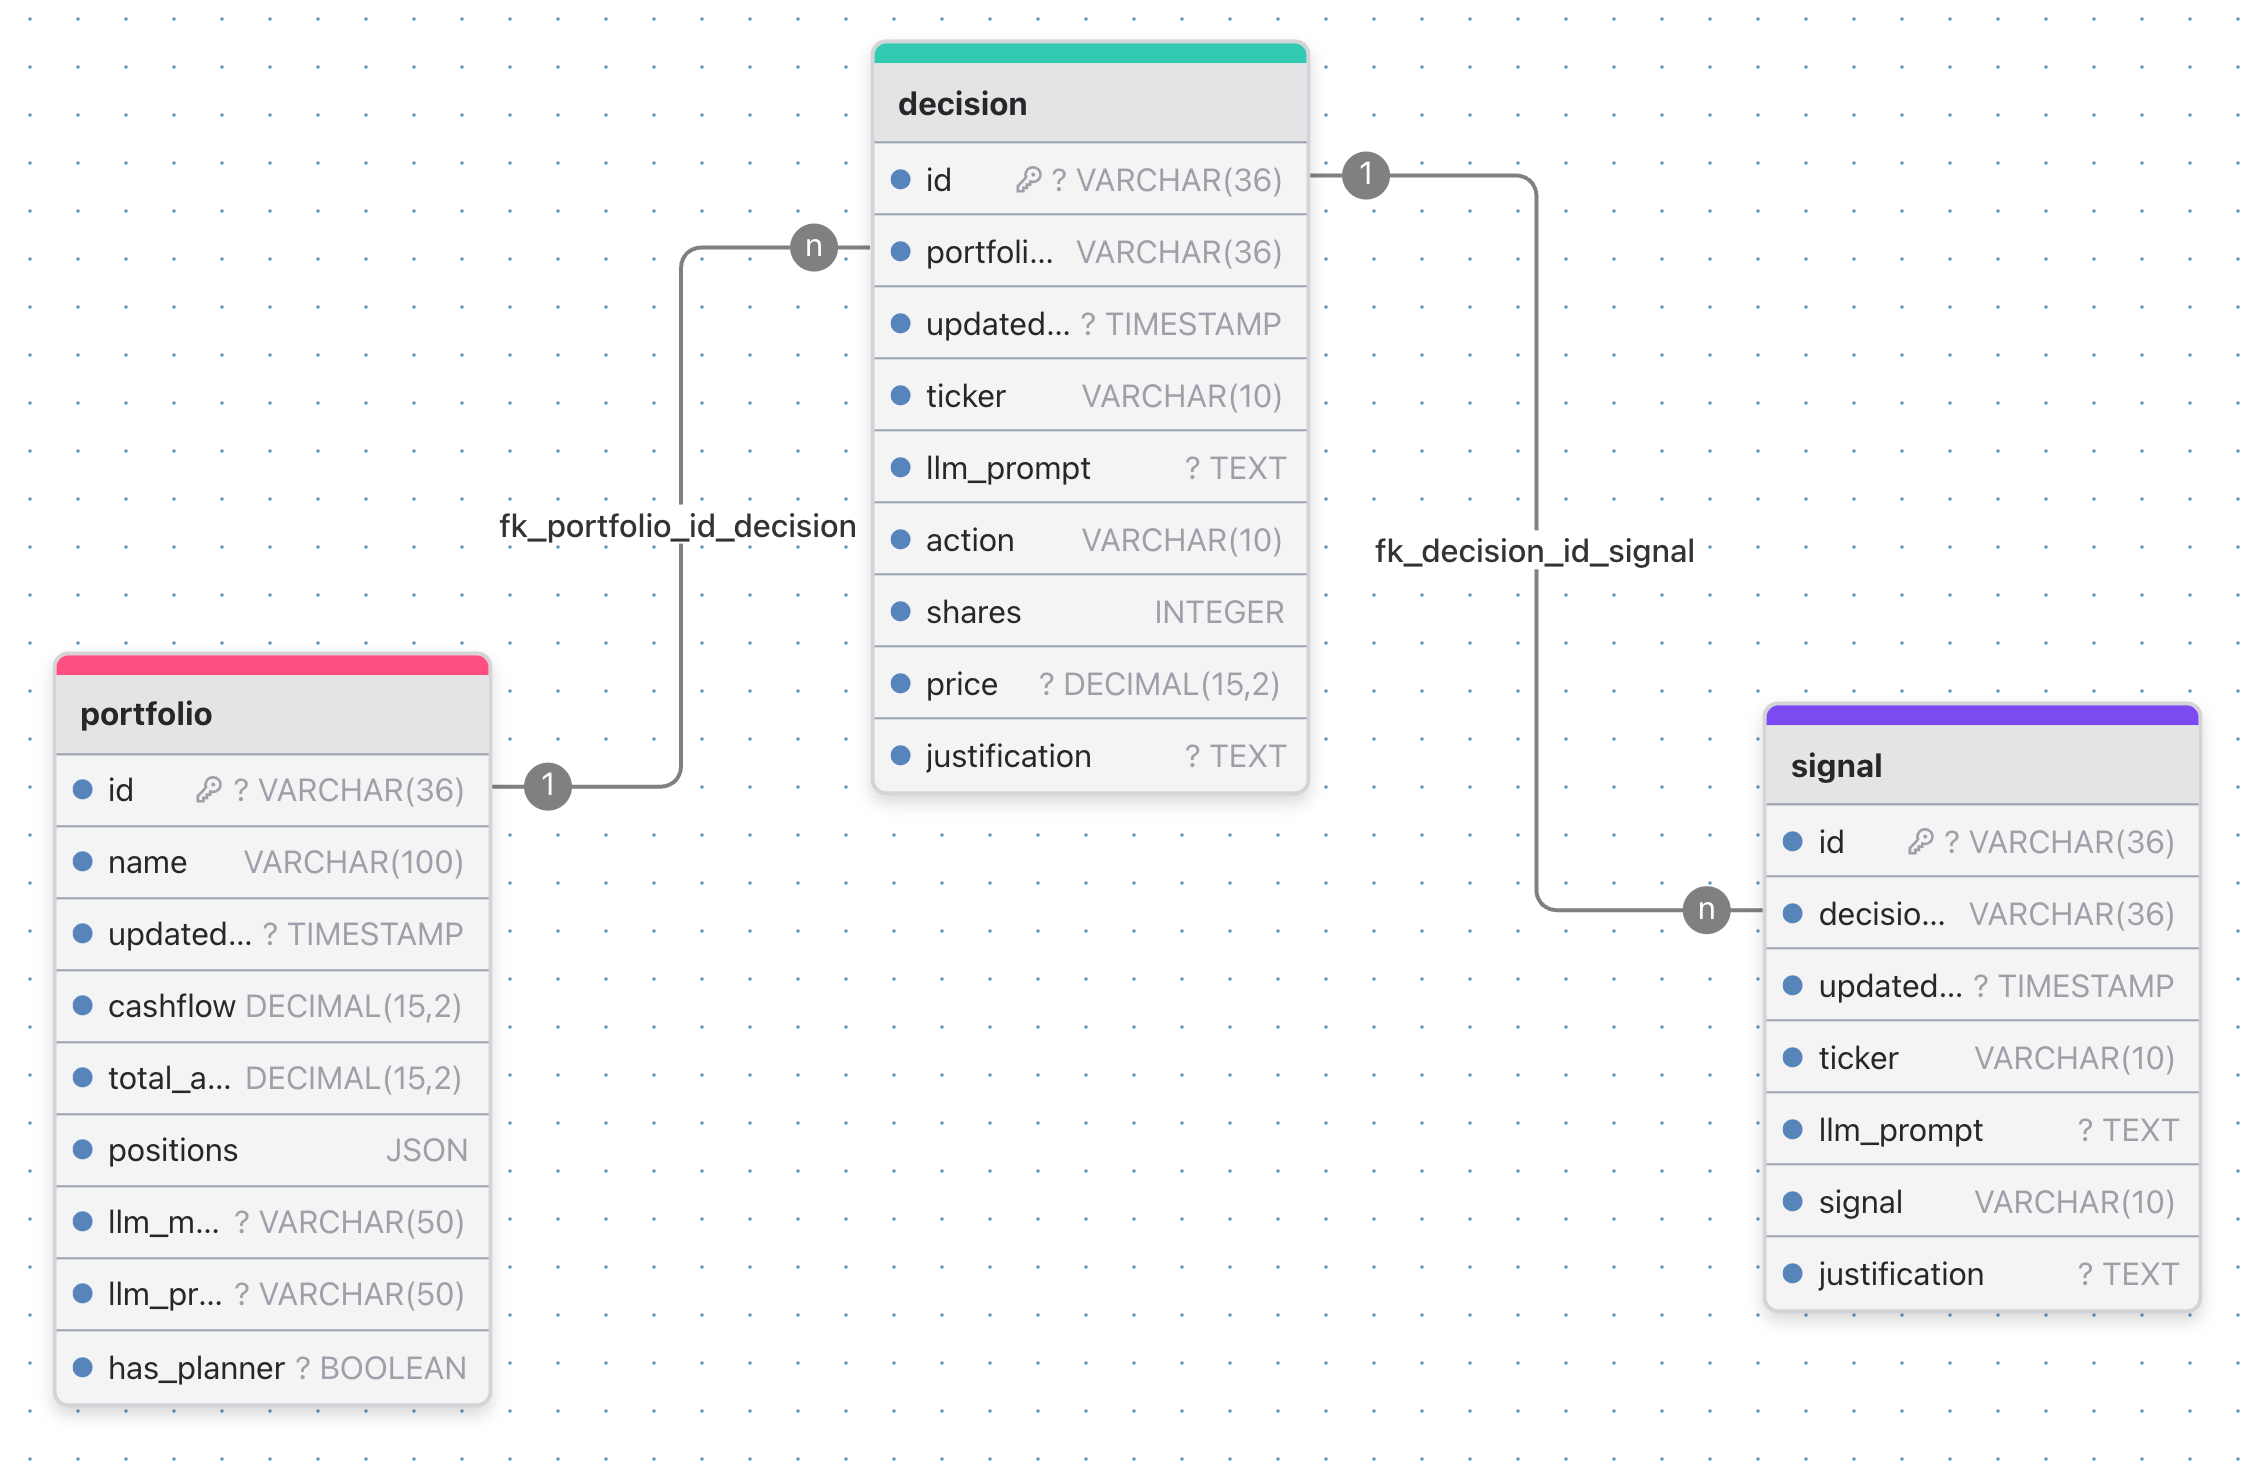 decision
id ? VARCHAR(36)
portfoli... VARCHAR(36)
updated... ? TIMESTAMP
ticker VARCHAR(10)
llm_prompt ? TEXT
action VARCHAR(10)
shares INTEGER
price ? DECIMAL(15,2)
justification ? TEXT
1
n
fk_portfolio_id_decision
fk_decision_id_signal
portfolio
id ? VARCHAR(36)
name VARCHAR(100)
updated... ? TIMESTAMP
cashflow DECIMAL(15,2)
total_a... DECIMAL(15,2)
positions JSON
llm_m... ? VARCHAR(50)
llm_pr... ? VARCHAR(50)
has_planner ? BOOLEAN
1
n
signal
id ? VARCHAR(36)
decisio... VARCHAR(36)
updated... ? TIMESTAMP
ticker VARCHAR(10)
llm_prompt ? TEXT
signal VARCHAR(10)
justification ? TEXT